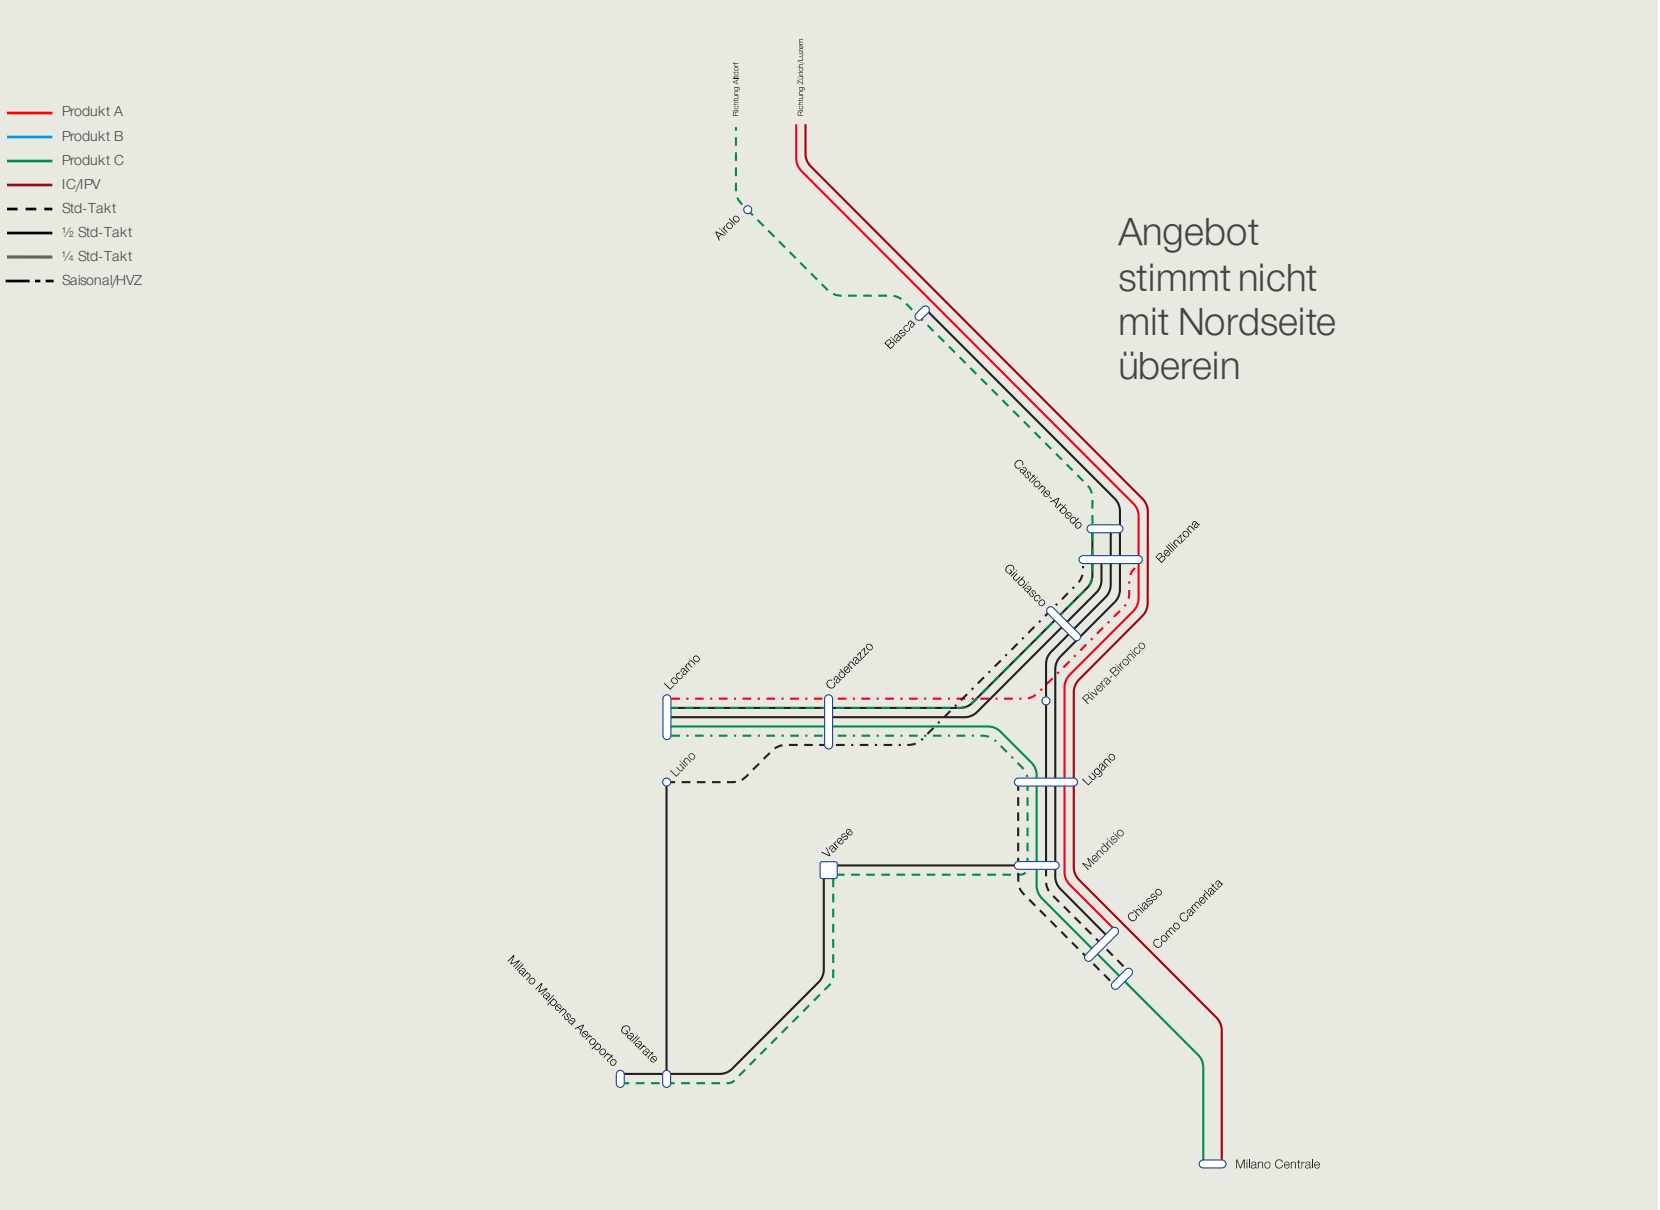 Richtung Altdorf
Richtung Zürich/Luzern
Produkt A
Produkt B
Produkt C
IC/IPV
Std-Takt
½ Std-Takt
¼ Std-Takt
Saisonal/HVZ
Airolo
Angebot
stimmt nicht
mit Nordseite
überein
Biasca
Castione-Arbedo
Bellinzona
Giubiasco
Rivera-Bironico
Locarno
Cadenazzo
Luino
Lugano
Varese
Mendrisio
Chiasso
Como Camerlata
Milano Malpensa Aeroporto
Gallarate
Milano Centrale